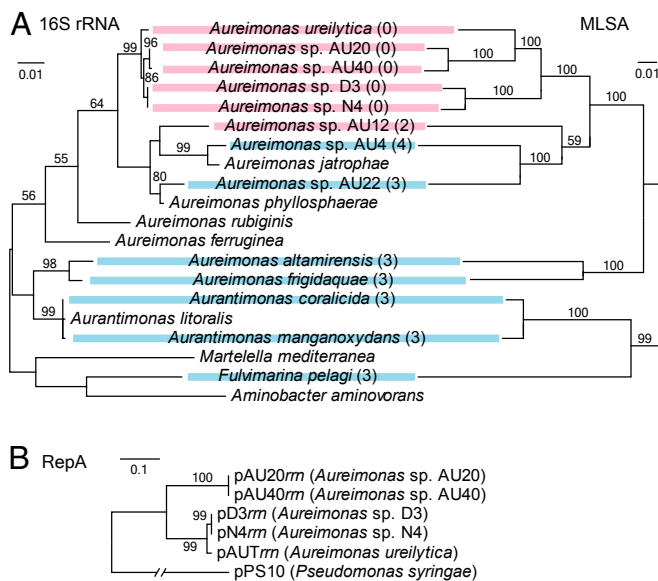 A 16S rRNA MLSA
0.01 0.01
Aureimonas ureilytica (0)
99 96 Aureimonas sp. AU20 (0) 100 100
Aureimonas sp. AU40 (0)
86 Aureimonas sp. D3 (0) 100 100
64 Aureimonas sp. N4 (0) 100
Aureimonas sp. AU12 (2)
99 Aureimonas sp. AU4 (4) 59
55 Aureimonas jatrophae 100
80 Aureimonas sp. AU22 (3)
56 Aureimonas phyllosphaerae
Aureimonas rubiginis
Aureimonas ferruginea
98 Aureimonas altamirensis (3) 100
Aureimonas frigidaquae (3)
Aurantimonas coralicida (3)
99 Aurantimonas litoralis 100
Aurantimonas manganoxydans (3) 99
Martelella mediterranea
Fulvimarina pelagi (3)
Aminobacter aminovorans
B RepA 0.1
100 pAU20rrn (Aureimonas sp. AU20)
pAU40rrn (Aureimonas sp. AU40)
99 pD3rrn (Aureimonas sp. D3)
pN4rrn (Aureimonas sp. N4)
99 pAUTrrn (Aureimonas ureilytica)
pPS10 (Pseudomonas syringae)